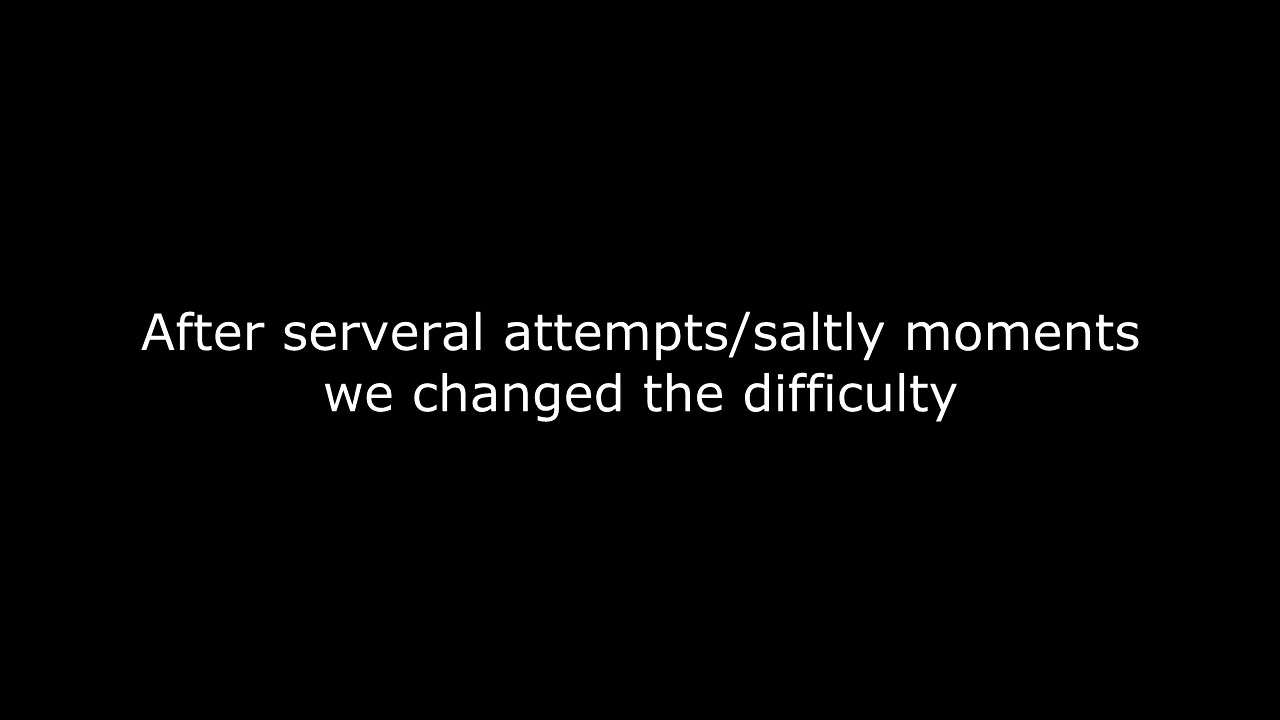 After serveral attempts/saltly moments
we changed the difficulty